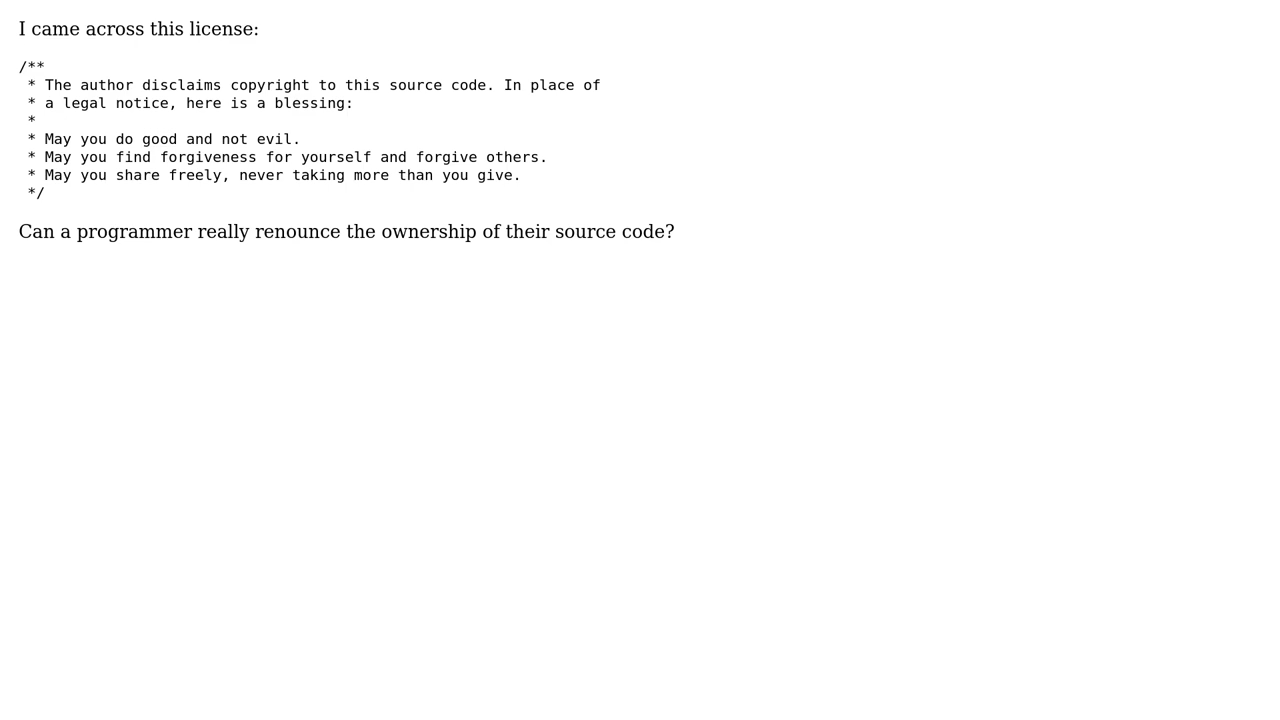 I came across this license:
/**
 * The author disclaims copyright to this source code. In place of
 * a legal notice, here is a blessing:
 *
 * May you do good and not evil.
 * May you find forgiveness for yourself and forgive others.
 * May you share freely, never taking more than you give.
 */
Can a programmer really renounce the ownership of their source code?